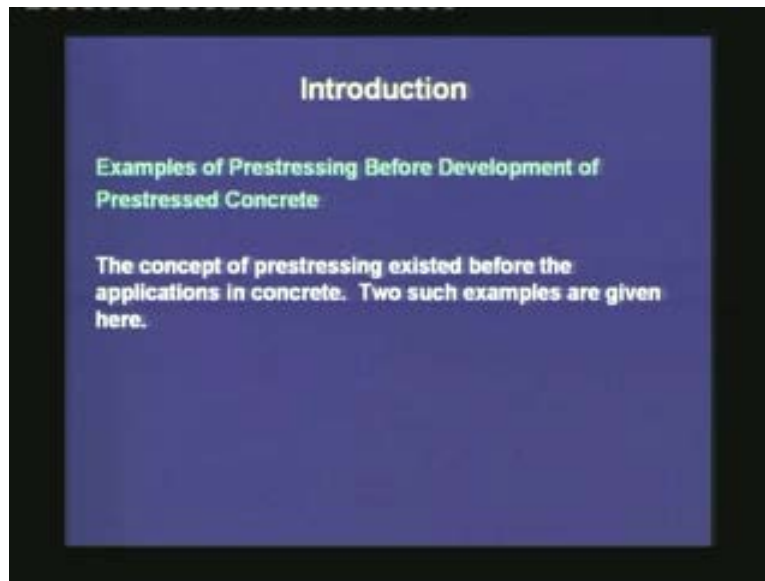 Introduction
Examples of Prestressing Before Development of
Prestressed Concrete
The concept of prestressing existed before the
applications in concrete. Two such examples are given
here.